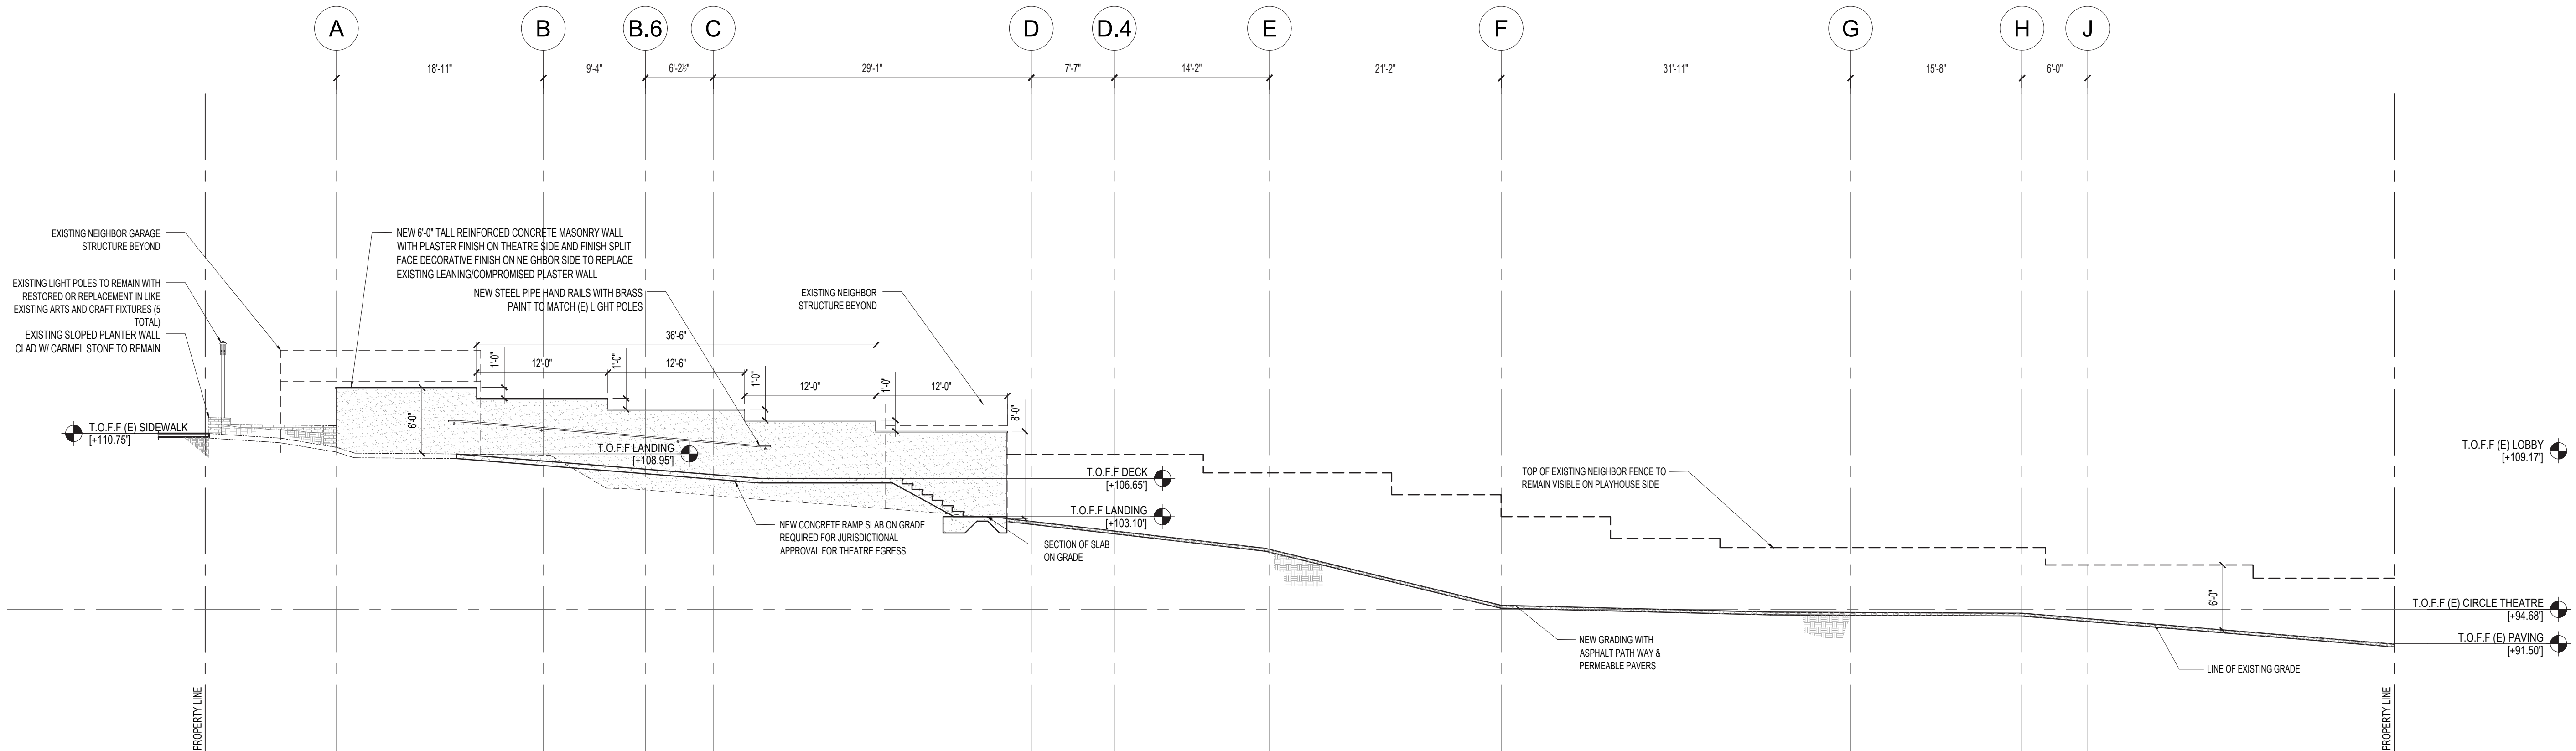 A
B
B.6
C
D
D.4
E
F
G
H
J
18'-11"
9'-4"
6'-2½"
29'-1"
7'-7"
14'-2"
21'-2"
31'-11"
15'-8"
6'-0"
EXISTING NEIGHBOR GARAGE
STRUCTURE BEYOND
EXISTING LIGHT POLES TO REMAIN WITH
RESTORED OR REPLACEMENT IN LIKE
EXISTING ARTS AND CRAFT FIXTURES (5
TOTAL)
EXISTING SLOPED PLANTER WALL
CLAD W/ CARMEL STONE TO REMAIN
T.O.F.F (E) SIDEWALK
[+110.75']
NEW 6'-0" TALL REINFORCED CONCRETE MASONRY WALL
WITH PLASTER FINISH ON THEATRE SIDE AND FINISH SPLIT
FACE DECORATIVE FINISH ON NEIGHBOR SIDE TO REPLACE
EXISTING LEANING/COMPROMISED PLASTER WALL
NEW STEEL PIPE HAND RAILS WITH BRASS
PAINT TO MATCH (E) LIGHT POLES
EXISTING NEIGHBOR
STRUCTURE BEYOND
36'-6"
1'-0"
12'-0"
1'-0"
12'-6"
1'-0"
12'-0"
1'-0"
12'-0"
6'-0"
8'-0"
T.O.F.F LANDING
[+108.95']
T.O.F.F DECK
[+106.65']
T.O.F.F LANDING
[+103.10']
NEW CONCRETE RAMP SLAB ON GRADE
REQUIRED FOR JURISDICTIONAL
APPROVAL FOR THEATRE EGRESS
SECTION OF SLAB
ON GRADE
TOP OF EXISTING NEIGHBOR FENCE TO
REMAIN VISIBLE ON PLAYHOUSE SIDE
T.O.F.F (E) LOBBY
[+109.17']
6'-0"
T.O.F.F (E) CIRCLE THEATRE
[+94.68']
T.O.F.F (E) PAVING
[+91.50']
NEW GRADING WITH
ASPHALT PATH WAY &
PERMEABLE PAVERS
LINE OF EXISTING GRADE
PROPERTY LINE
PROPERTY LINE